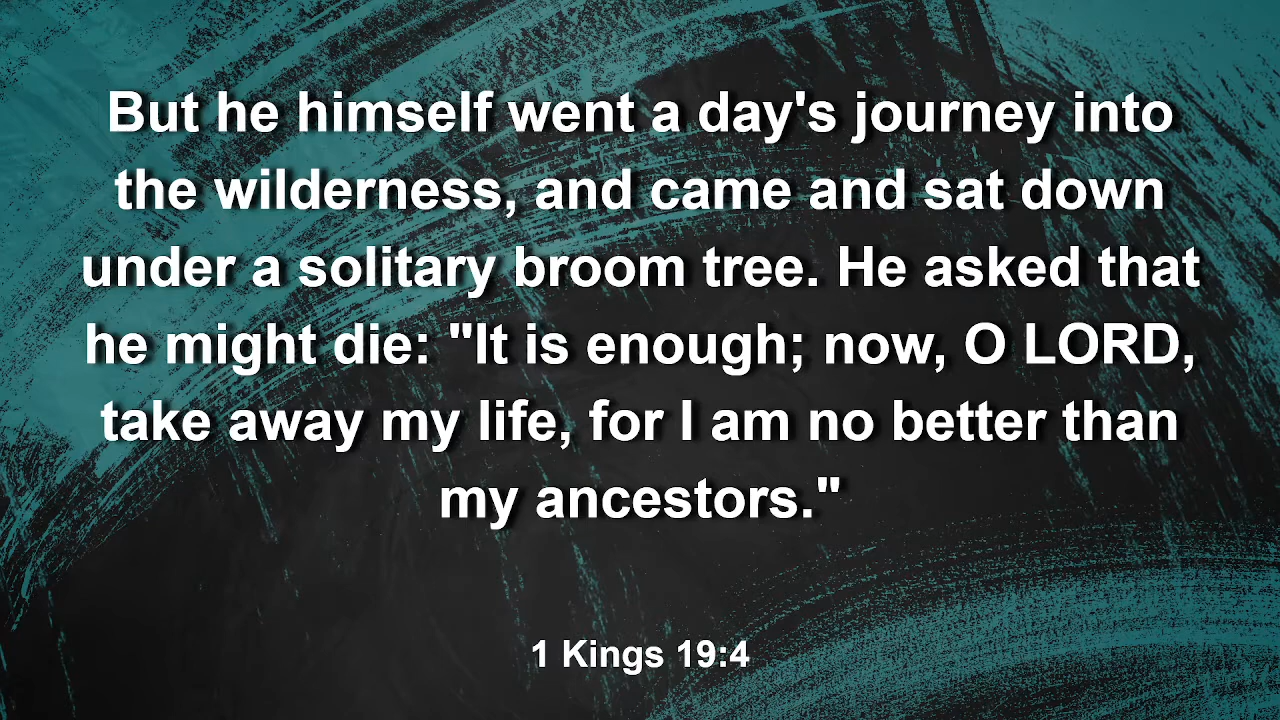 But he himself went a day's journey into
the wilderness, and came and sat down
under a solitary broom tree. He asked that
he might die: "It is enough; now, O LORD,
take away my life, for I am no better than
my ancestors."
1 Kings 19:4